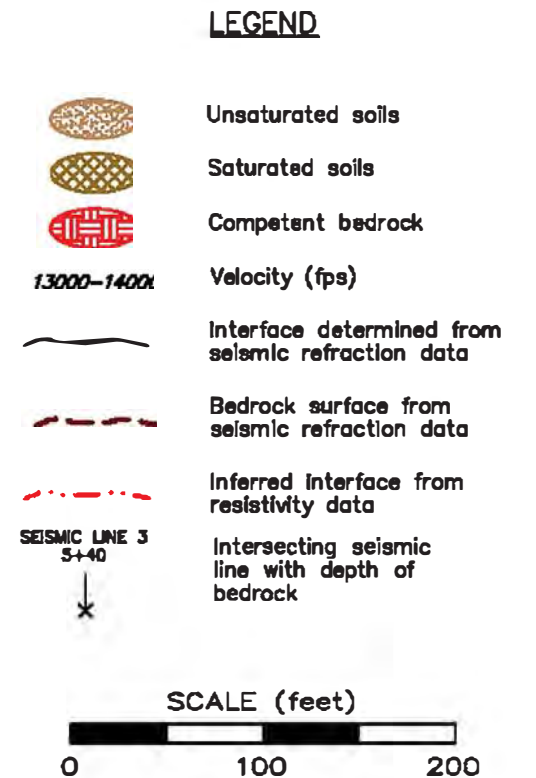 LEGEND
Unsaturated soils
Saturated soils
Competent bedrock
13000-1400
Velocity (fps)
Interface determined from
seismic refraction data
Bedrock surface from
seismic refraction data
Inferred interface from
resistivity data
SEISMIC LINE 3
5+40
Intersecting seismic
line with depth of
bedrock
SCALE (feet)
0 100 200